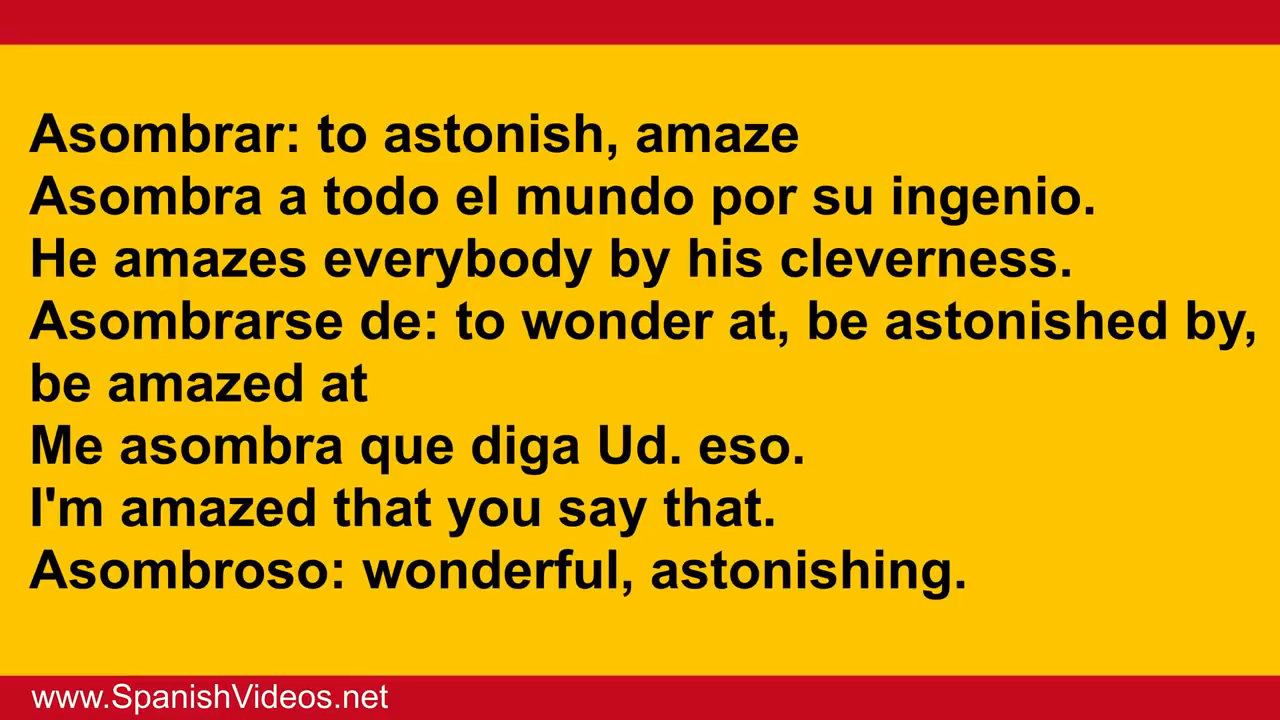 Asombrar: to astonish, amaze
Asombra a todo el mundo por su ingenio.
He amazes everybody by his cleverness.
Asombrarse de: to wonder at, be astonished by,
be amazed at
Me asombra que diga Ud. eso.
I'm amazed that you say that.
Asombroso: wonderful, astonishing.
www.SpanishVideos.net